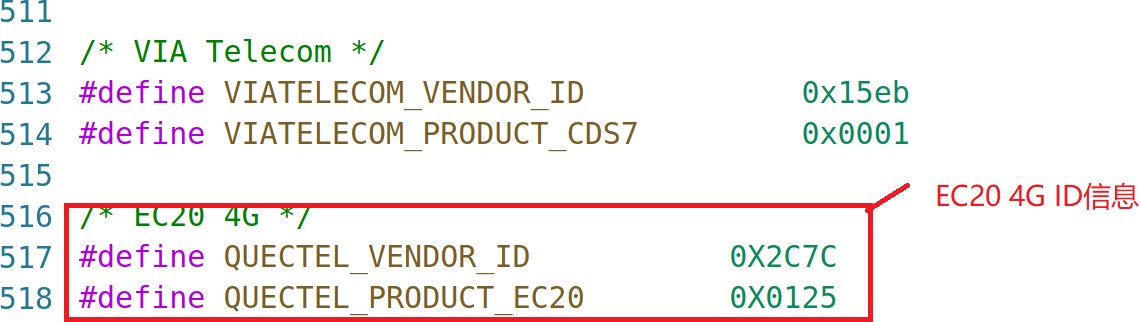 511
512 /* VIA Telecom */
513 #define VIATELECOM_VENDOR_ID 0x15eb
514 #define VIATELECOM_PRODUCT_CDS7 0x0001
515
516 /* EC20 4G */
EC20 4G ID信息
517 #define QUECTEL_VENDOR_ID 0X2C7C
518 #define QUECTEL_PRODUCT_EC20 0X0125